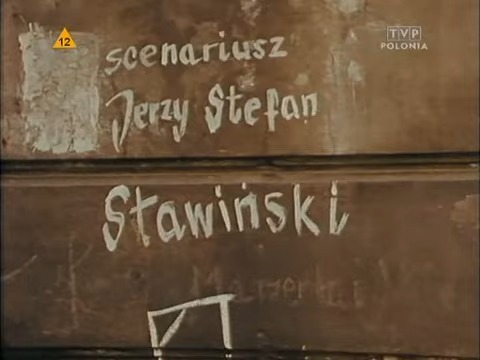 12
TVP
POLONIA
scenariusz
Jerzy Stefan
Stawiński